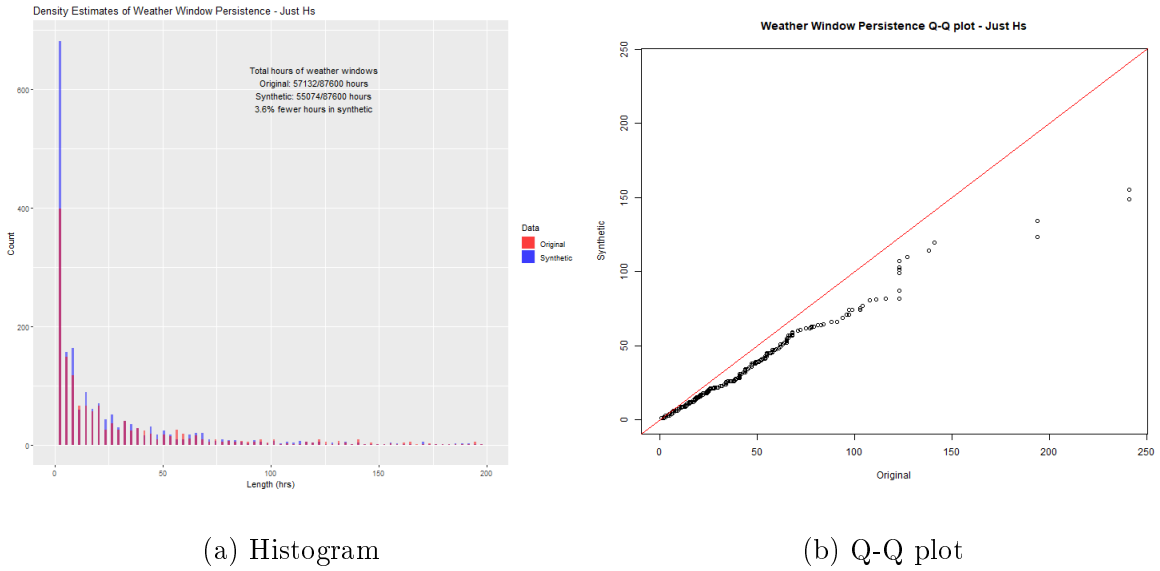 Density Estimates of Weather Window Persistence - Just Hs
Total hours of weather windows
Original: 57132/87600 hours
Synthetic: 55074/87600 hours
3.6% fewer hours in synthetic
600
400
200
0
Count
0
50
100
150
200
Length (hrs)
Data
Original
Synthetic
(a) Histogram
Weather Window Persistence Q-Q plot - Just Hs
250
200
150
100
50
0
Synthetic
0
50
100
150
200
250
Original
(b) Q-Q plot